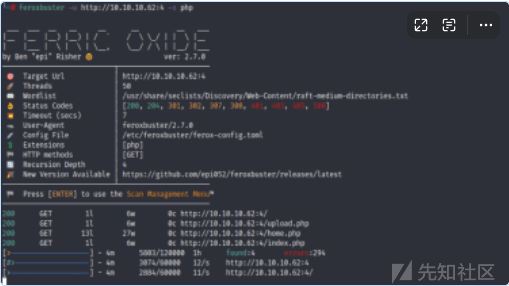 feroxbuster -u http://10.10.10.62:4 -x php
FERRIC OXIDE
by Ben "epi" Risher ver: 2.7.0
Target Url http://10.10.10.62:4
Threads 50
Wordlist /usr/share/seclists/Discovery/Web-Content/raft-medium-directories.txt
Status Codes [200, 204, 301, 302, 307, 308, 401, 403, 405, 500]
Timeout (secs) 7
User-Agent feroxbuster/2.7.0
Config File /etc/feroxbuster/ferox-config.toml
Extensions [php]
HTTP methods [GET]
Recursion Depth 4
New Version Available https://github.com/epi052/feroxbuster/releases/latest
Press [ENTER] to use the Scan Management Menu™
200 GET 1l 6w 0c http://10.10.10.62:4/
200 GET 1l 6w 0c http://10.10.10.62:4/upload.php
200 GET 13l 27w 0c http://10.10.10.62:4/home.php
200 GET 1l 6w 0c http://10.10.10.62:4/index.php
- 4m 5803/120000 1h found:4 errors:294
- 4m 3074/60000 12/s http://10.10.10.62:4
- 4m 2884/60000 11/s http://10.10.10.62:4/
先知社区